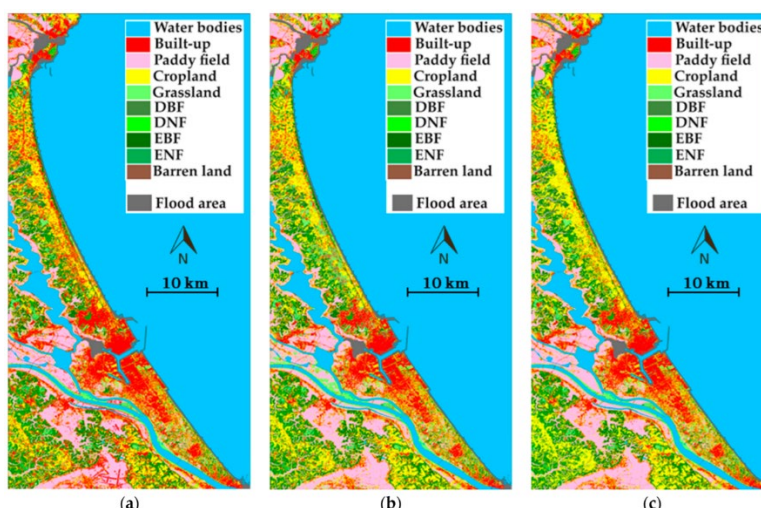 Water bodies
Built-up
Paddy field
Cropland
Grassland
DBF
DNF
EBF
ENF
Barren land
Flood area
N
10 km
(a)
Water bodies
Built-up
Paddy field
Cropland
Grassland
DBF
DNF
EBF
ENF
Barren land
Flood area
N
10 km
(b)
Water bodies
Built-up
Paddy field
Cropland
Grassland
DBF
DNF
EBF
ENF
Barren land
Flood area
N
10 km
(c)